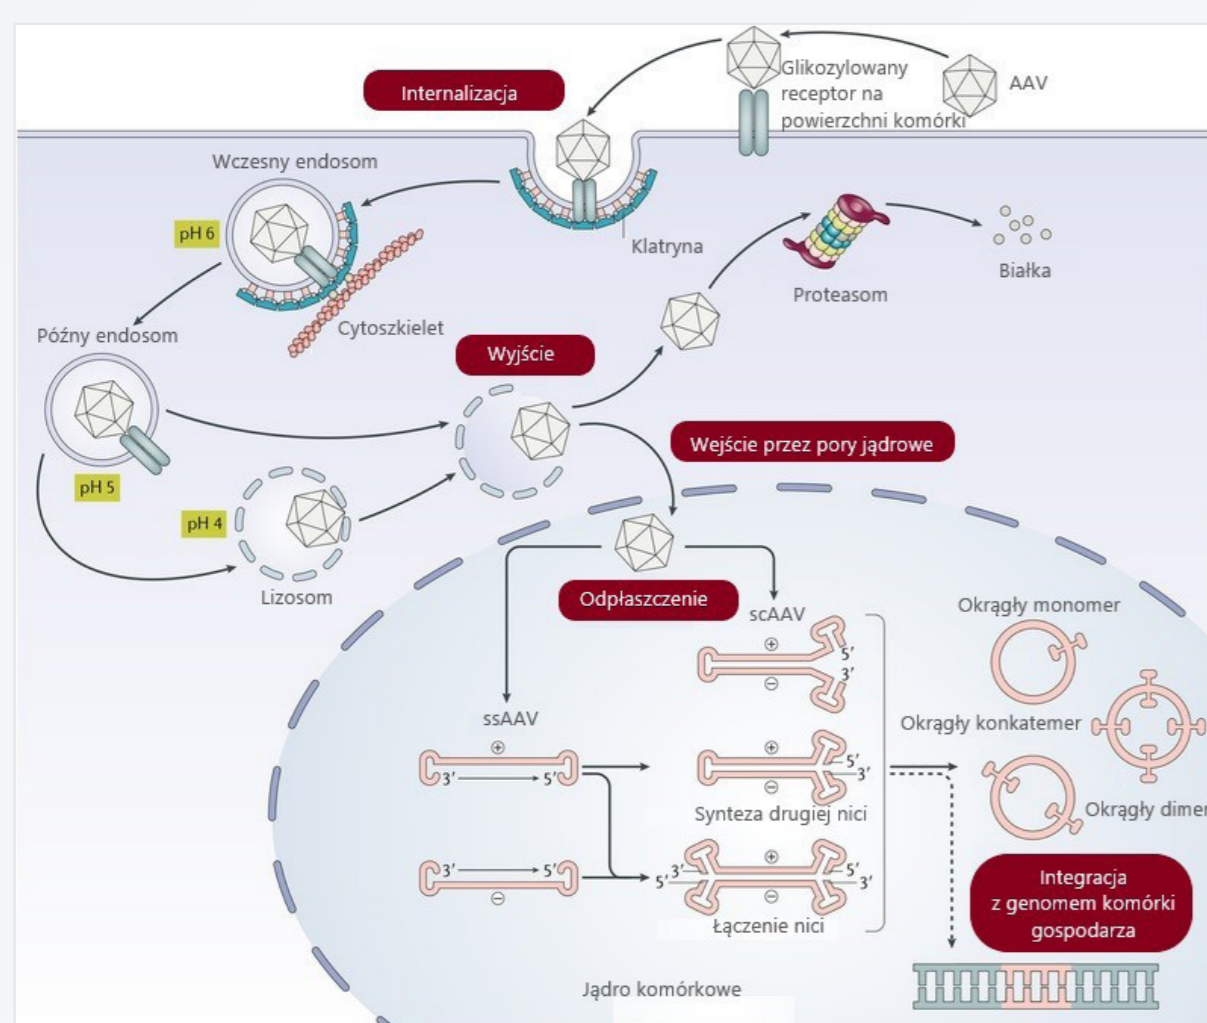 Internalizacja
Glikozylowany
receptor na
powierzchni komórki
AAV
Wczesny endosom
pH 6
Klatryna
Proteasom
Białka
Późny endosom
Cytoszkielet
Wyjście
pH 5
Wejście przez pory jądrowe
pH 4
Lizosom
Odpłaszczenie
scAAV
+
5′
3′
−
Okrągły monomer
ssAAV
+
3′ 5′
+
5′
3′
−
Synteza drugiej nici
Okrągły konkatemer
Okrągły dimer
3′ 5′
−
3′
5′
+
5′
3′
−
Łączenie nici
Integracja
z genomem komórki
gospodarza
Jądro komórkowe